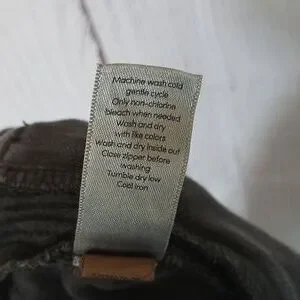 Machine wash cold
gentle cycle
Only non-chlorine
bleach when needed
Wash and dry
with like colors
Wash and dry inside out
Close zipper before
washing
Tumble dry low
Cool iron